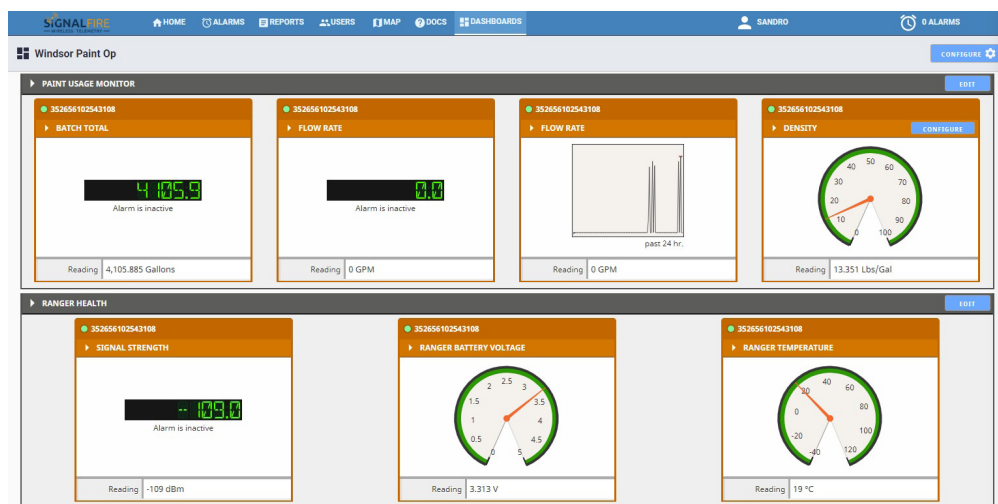 SIGNALFIRE
WIRELESS TELEMETRY
HOME ALARMS REPORTS USERS MAP DOCS DASHBOARDS SANDRO 0 ALARMS
Windsor Paint Op CONFIGURE
PAINT USAGE MONITOR EDIT
352656102543108 352656102543108 352656102543108 352656102543108
BATCH TOTAL FLOW RATE FLOW RATE DENSITY CONFIGURE
4105.9 0.0
Alarm is inactive Alarm is inactive
past 24 hr.
0 10 20 30 40 50 60 70 80 90 100
Reading 4,105.885 Gallons Reading 0 GPM Reading 0 GPM Reading 13.351 Lbs/Gal
RANGER HEALTH EDIT
352656102543108 352656102543108 352656102543108
SIGNAL STRENGTH RANGER BATTERY VOLTAGE RANGER TEMPERATURE
-109.0
Alarm is inactive
0 0.5 1 1.5 2 2.5 3 3.5 4 4.5 5
-40 -20 0 20 40 60 80 100 120
Reading -109 dBm Reading 3.313 V Reading 19 °C